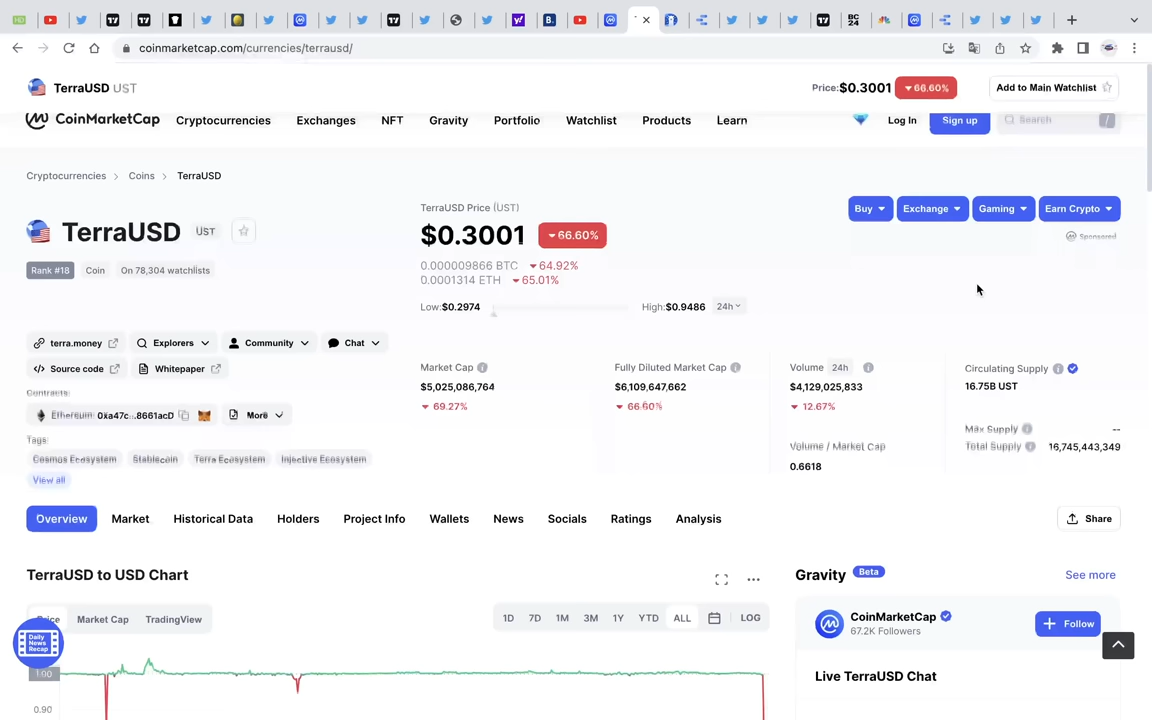 coinmarketcap.com/currencies/terrausd/
TerraUSD UST
Price:$0.3001 66.60%
Add to Main Watchlist
CoinMarketCap Cryptocurrencies Exchanges NFT Gravity Portfolio Watchlist Products Learn
Log In Sign up Search /
Cryptocurrencies Coins TerraUSD
TerraUSD UST
Rank #18 Coin On 78,304 watchlists
TerraUSD Price (UST)
$0.3001 66.60%
0.000009866 BTC 64.92%
0.0001314 ETH 65.01%
Low:$0.2974 High:$0.9486 24h
Buy Exchange Gaming Earn Crypto
Sponsored
terra.money Explorers Community Chat
Source code Whitepaper
Contracts:
Ethereum 0xa47c...8661acD More
Tags:
Cosmos Ecosystem Stablecoin Terra Ecosystem Injective Ecosystem
View all
Market Cap
$5,025,086,764
69.27%
Fully Diluted Market Cap
$6,109,647,662
66.60%
Volume 24h
$4,129,025,833
12.67%
Volume / Market Cap
0.6618
Circulating Supply
16.75B UST
Max Supply --
Total Supply 16,745,443,349
Overview Market Historical Data Holders Project Info Wallets News Socials Ratings Analysis
Share
TerraUSD to USD Chart
Price Market Cap TradingView
1D 7D 1M 3M 1Y YTD ALL LOG
Daily
News
Recap
1.00
0.90
Gravity Beta See more
CoinMarketCap
67.2K Followers
Follow
Live TerraUSD Chat